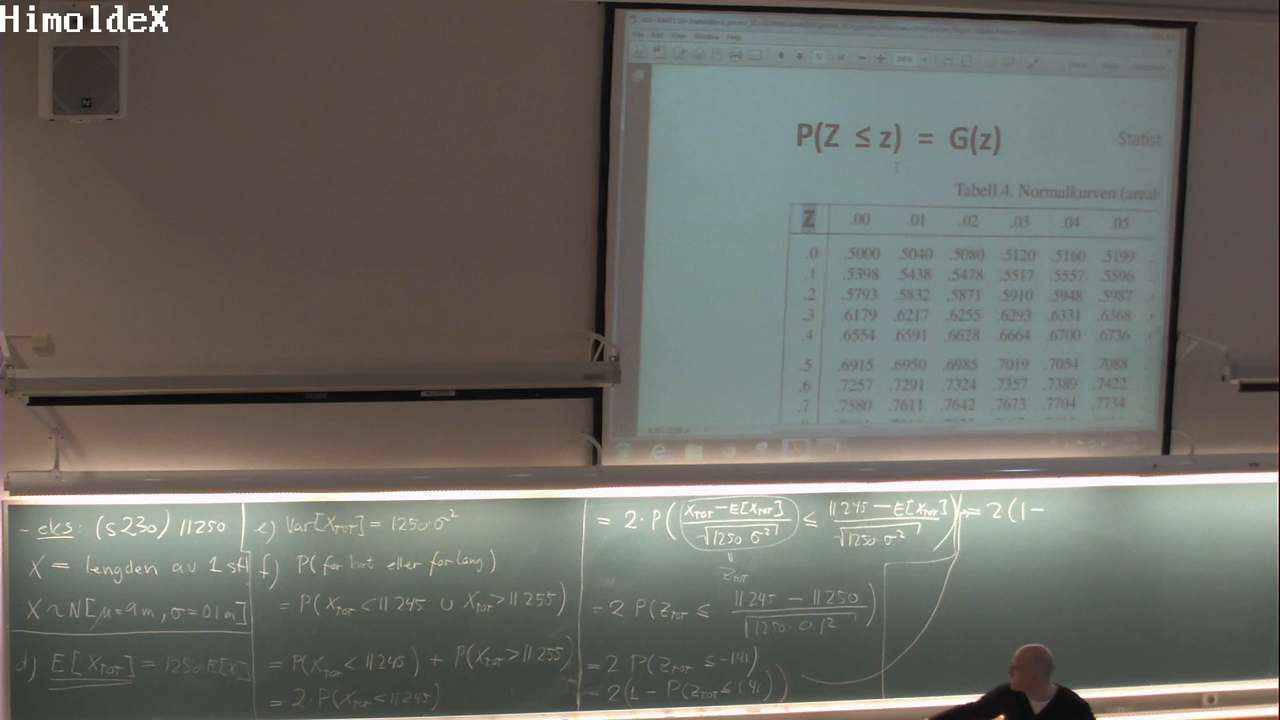 HimoldeX
File Edit View Window Help
P(Z ≤ z) = G(z)
Statist
Tabell 4. Normalkurven (areal
Z .00 .01 .02 .03 .04 .05
.0 .5000 .5040 .5080 .5120 .5160 .5199
.1 .5398 .5438 .5478 .5517 .5557 .5596
.2 .5793 .5832 .5871 .5910 .5948 .5987
.3 .6179 .6217 .6255 .6293 .6331 .6368
.4 .6554 .6591 .6628 .6664 .6700 .6736
.5 .6915 .6950 .6985 .7019 .7054 .7088
.6 .7257 .7291 .7324 .7357 .7389 .7422
.7 .7580 .7611 .7642 .7673 .7704 .7734
- eks: (s 230) 11250
X = lengden av 1 stk
X ~ N[μ = 9 m, σ = 0.1 m]
d) E[X_TOT] = 1250·E[X]
e) Var[X_TOT] = 1250·σ²
f) P(for kort eller for lang)
= P(X_TOT < 11245 ∪ X_TOT > 11255)
= P(X_TOT < 11245) + P(X_TOT > 11255)
= 2·P(X_TOT < 11245)
= 2·P((X_TOT − E[X_TOT])/√(1250·σ²) ≤ (11245 − E[X_TOT])/√(1250·σ²))
=
Z_TOT
= 2 P(Z_TOT ≤ (11245 − 11250)/√(1250·0.1²))
= 2·P(Z_TOT ≤ -1.41)
= 2(1 − P(Z_TOT ≤ 1.41))
= 2(1 −